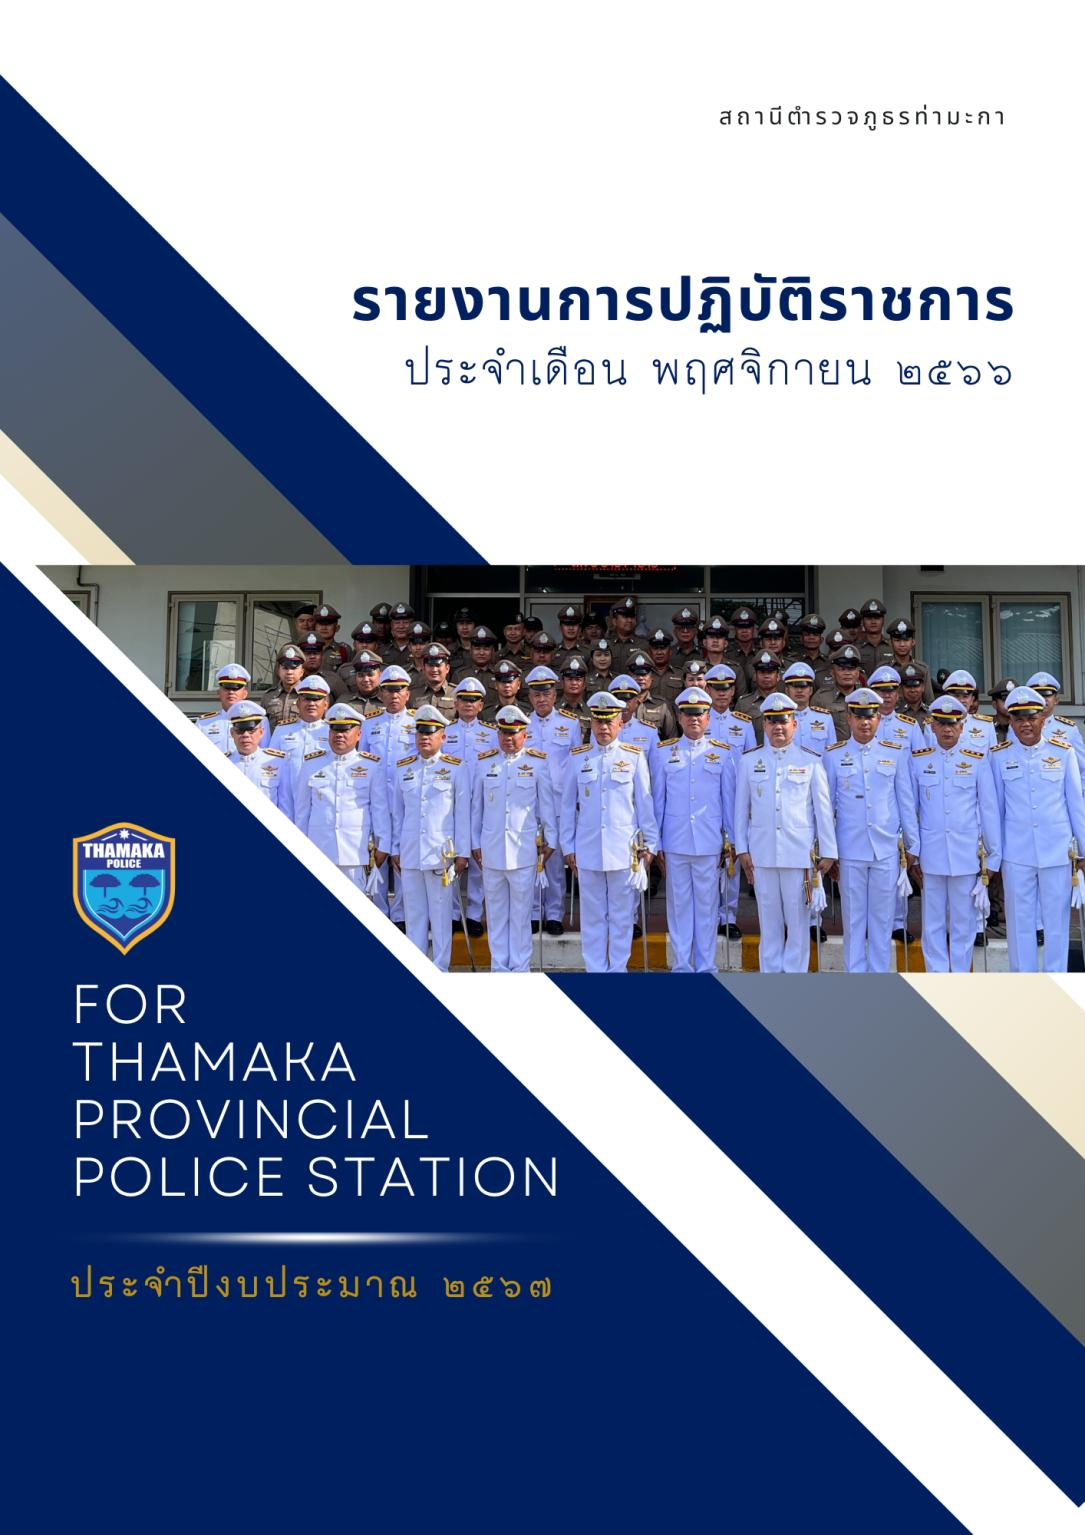 สถานีตำรวจภูธรท่ามะกา
รายงานการปฏิบัติราชการ
ประจำเดือน พฤศจิกายน ๒๕๖๖
THAMAKA
POLICE
FOR
THAMAKA
PROVINCIAL
POLICE STATION
ประจำปีงบประมาณ ๒๕๖๗